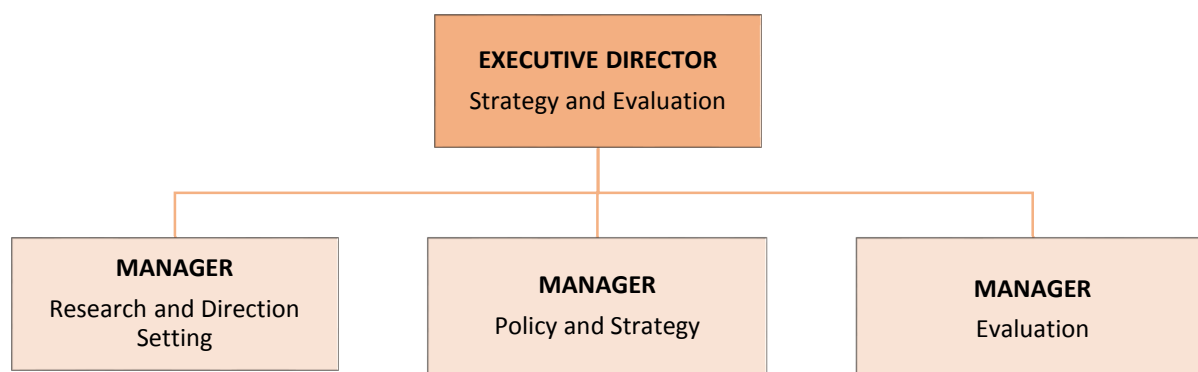 EXECUTIVE DIRECTOR
Strategy and Evaluation
MANAGER
Research and Direction
Setting
MANAGER
Policy and Strategy
MANAGER
Evaluation